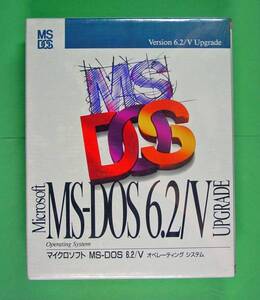 MS
DOS
Version 6.2/V Upgrade
MS
DOS
Microsoft
MS-DOS 6.2/V
UPGRADE
Operating System
マイクロソフト MS-DOS 6.2/V オペレーティング システム